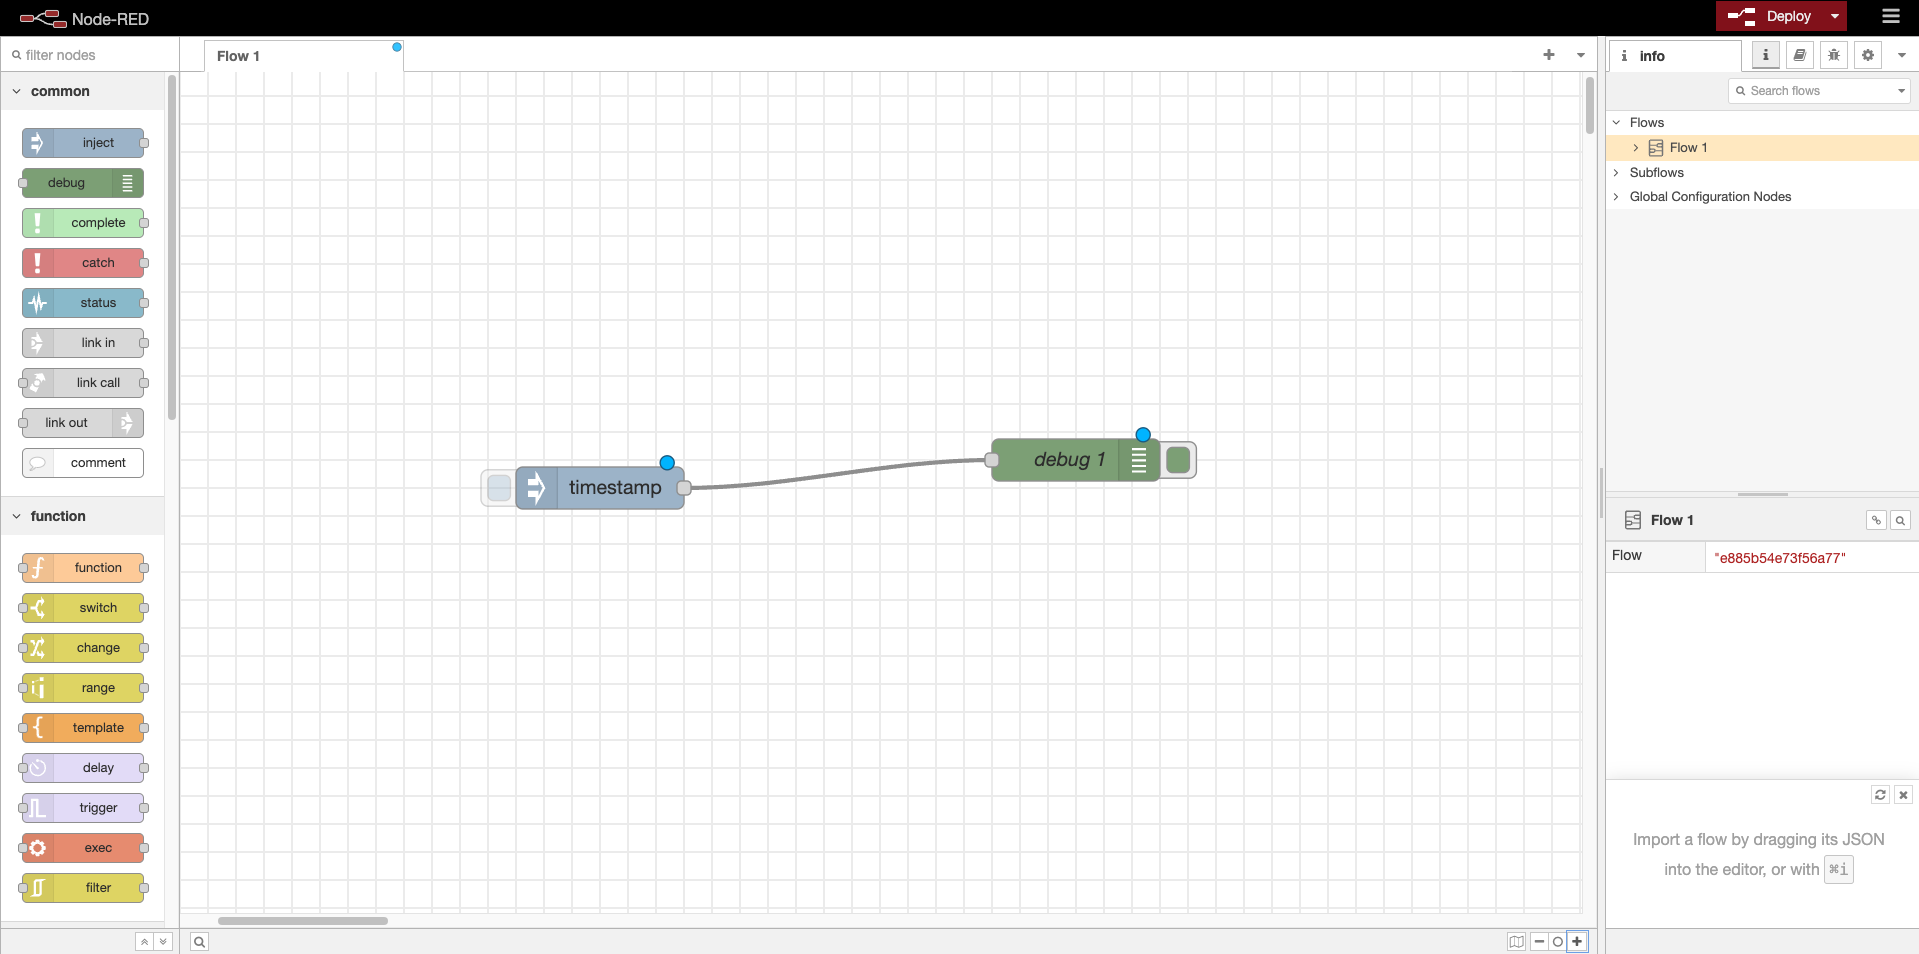 Node-RED
Deploy
filter nodes
Flow 1
i info
i
Search flows
common
inject
debug
complete
catch
status
link in
link call
link out
comment
function
function
switch
change
range
template
delay
trigger
exec
filter
timestamp
debug 1
Flows
Flow 1
Subflows
Global Configuration Nodes
Flow 1
Flow
"e885b54e73f56a77"
Import a flow by dragging its JSON
into the editor, or with ⌘i